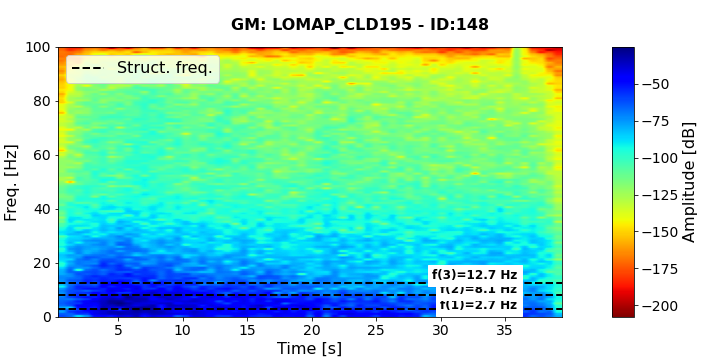 GM: LOMAP_CLD195 - ID:148
Struct. freq.
100
80
60
40
20
0
Freq. [Hz]
f(3)=12.7 Hz
f(2)=8.1 Hz
f(1)=2.7 Hz
5
10
15
20
25
30
35
Time [s]
−50
−75
−100
−125
−150
−175
−200
Amplitude [dB]